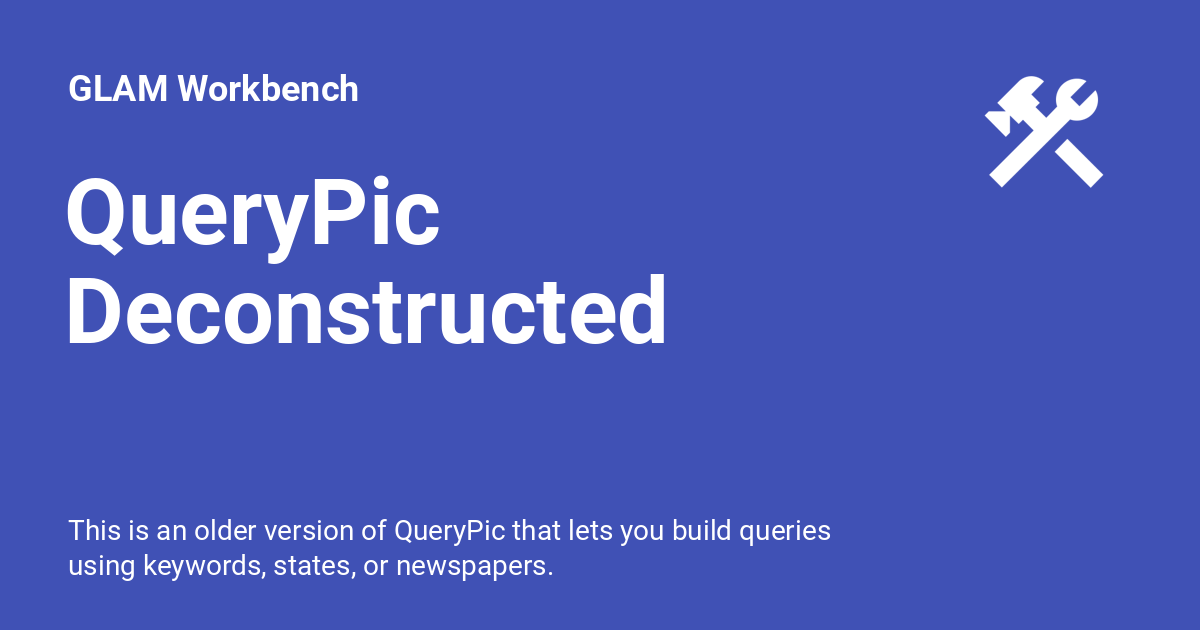 GLAM Workbench
QueryPic
Deconstructed
This is an older version of QueryPic that lets you build queries
using keywords, states, or newspapers.